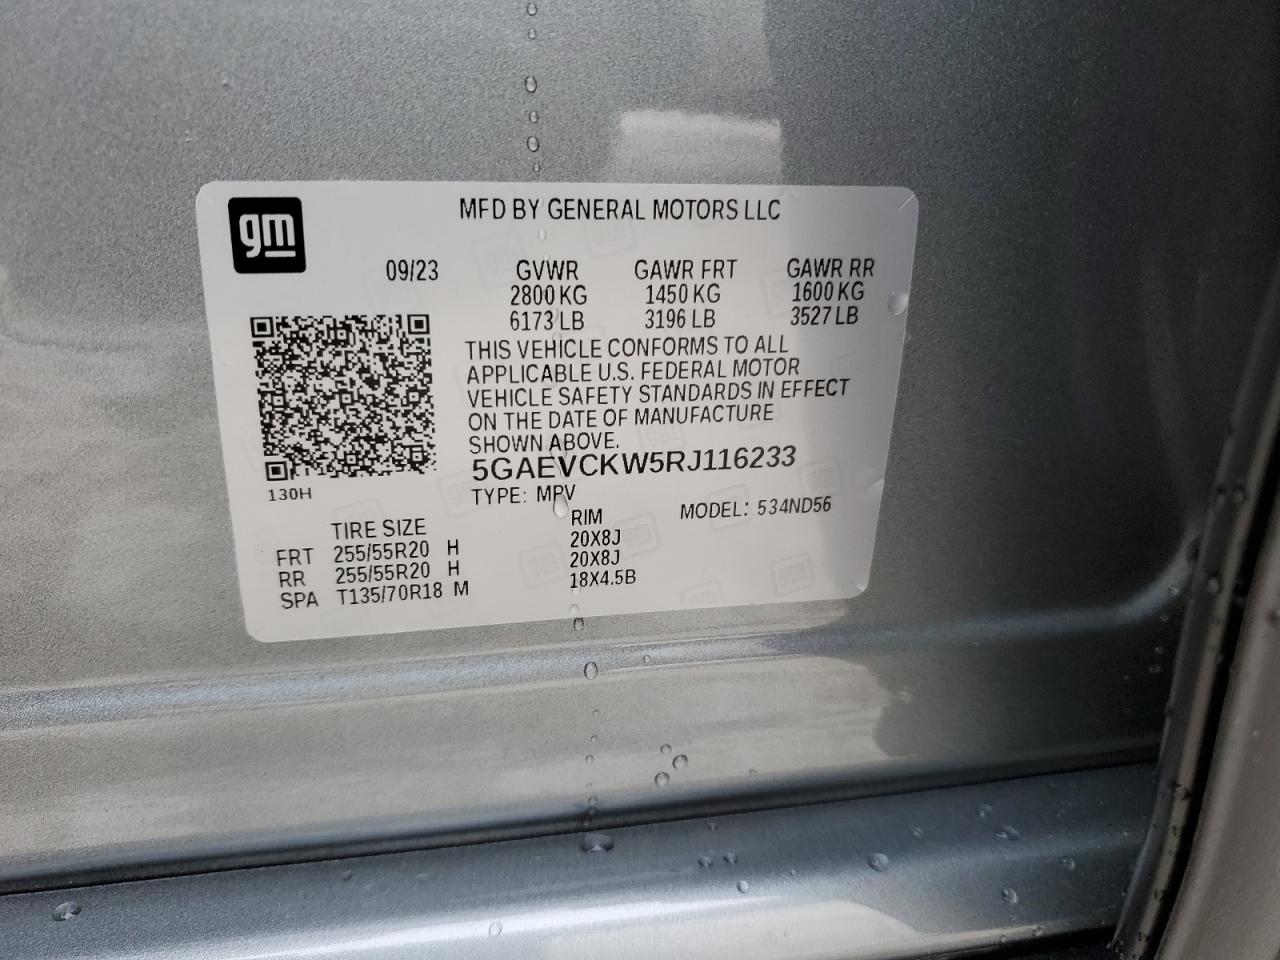 gm
MFD BY GENERAL MOTORS LLC
09/23 GVWR GAWR FRT GAWR RR
2800 KG 1450 KG 1600 KG
6173 LB 3196 LB 3527 LB
THIS VEHICLE CONFORMS TO ALL
APPLICABLE U.S. FEDERAL MOTOR
VEHICLE SAFETY STANDARDS IN EFFECT
ON THE DATE OF MANUFACTURE
SHOWN ABOVE.
5GAEVCKW5RJ116233
130H
TYPE: MPV MODEL: 534ND56
TIRE SIZE RIM
FRT 255/55R20 H 20X8J
RR 255/55R20 H 20X8J
SPA T135/70R18 M 18X4.5B